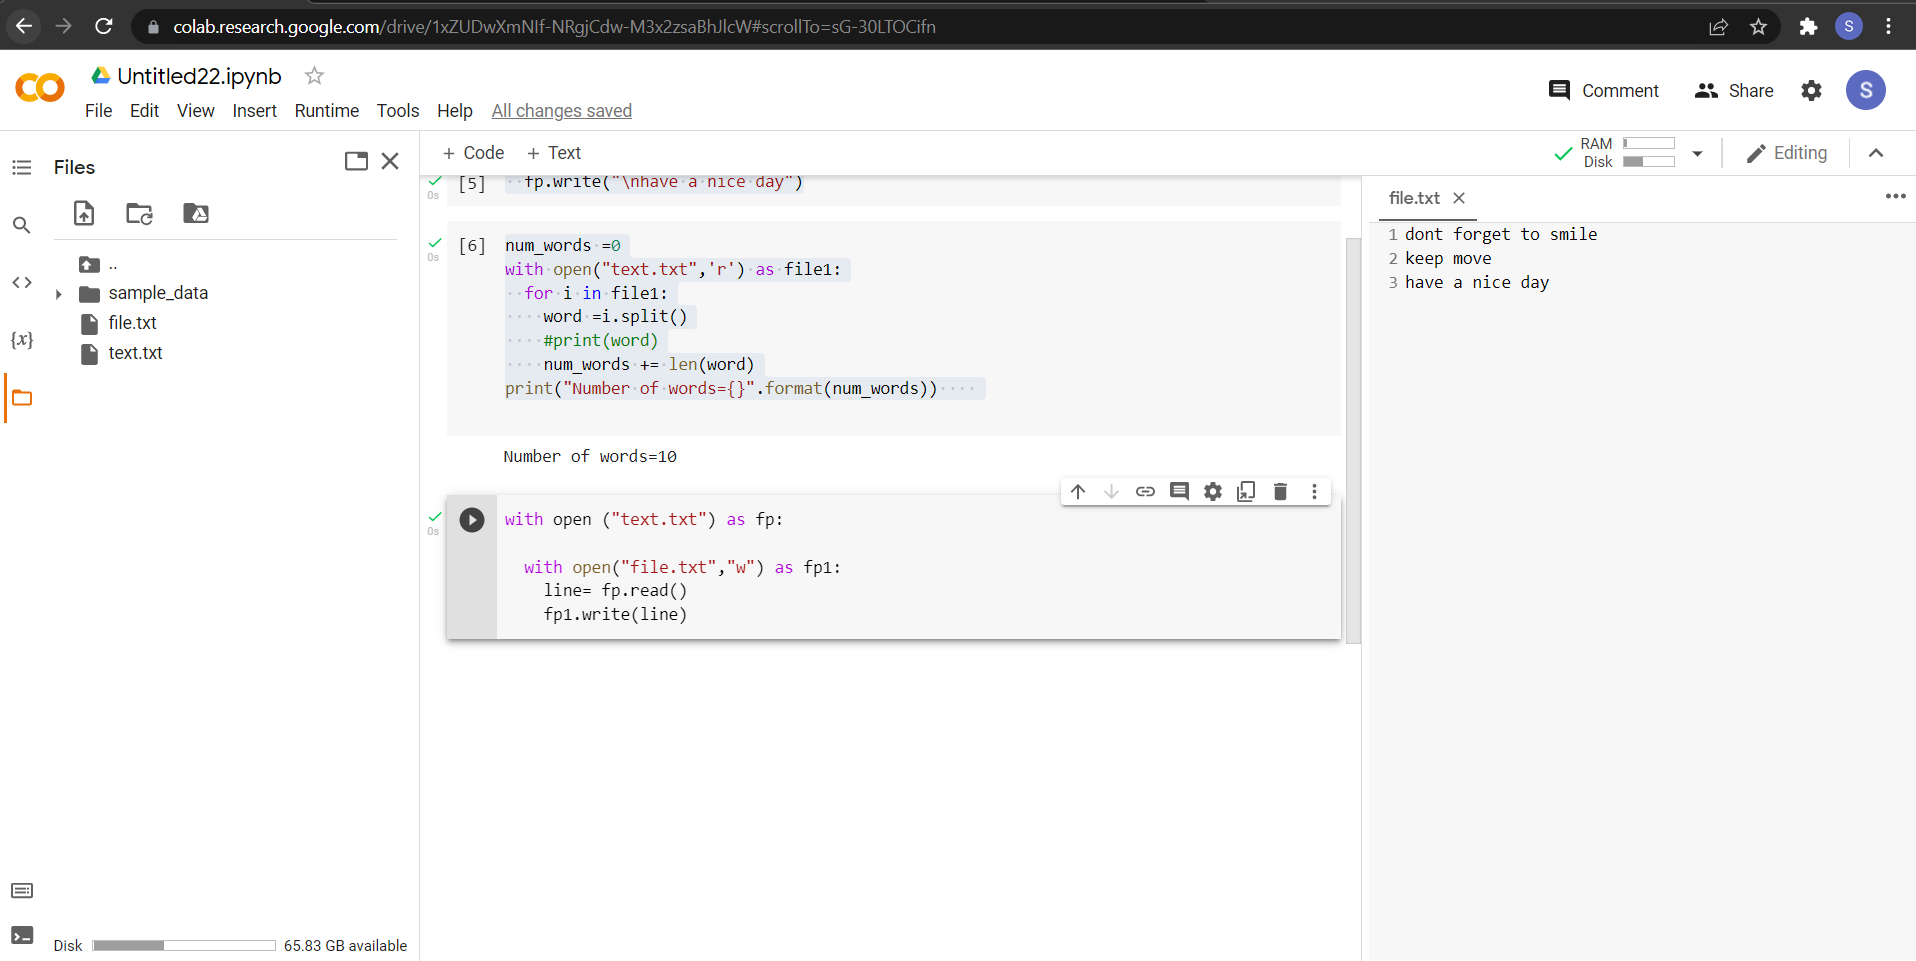 colab.research.google.com/drive/1xZUDwXmNIf-NRgjCdw-M3x2zsaBhJlcW#scrollTo=sG-30LTOCifn
S
Untitled22.ipynb
File Edit View Insert Runtime Tools Help All changes saved
Comment Share S
Files
+ Code + Text
RAM
Disk
Editing
..
sample_data
file.txt
text.txt
Disk 65.83 GB available
0s
[5] fp.write("\nhave a nice day")
0s
[6] num_words =0
with open("text.txt",'r') as file1:
for i in file1:
word =i.split()
#print(word)
num_words += len(word)
print("Number of words={}".format(num_words))
Number of words=10
0s
with open ("text.txt") as fp:
with open("file.txt","w") as fp1:
line= fp.read()
fp1.write(line)
file.txt
1 dont forget to smile
2 keep move
3 have a nice day